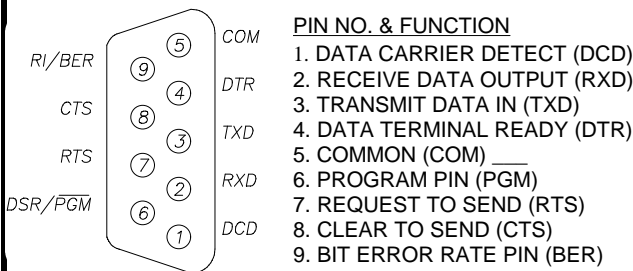 RI/BER
CTS
RTS
DSR/PGM
5
9
4
8
3
7
2
6
1
COM
DTR
TXD
RXD
DCD
PIN NO. & FUNCTION
1. DATA CARRIER DETECT (DCD)
2. RECEIVE DATA OUTPUT (RXD)
3. TRANSMIT DATA IN (TXD)
4. DATA TERMINAL READY (DTR)
5. COMMON (COM) ___
6. PROGRAM PIN (PGM)
7. REQUEST TO SEND (RTS)
8. CLEAR TO SEND (CTS)
9. BIT ERROR RATE PIN (BER)